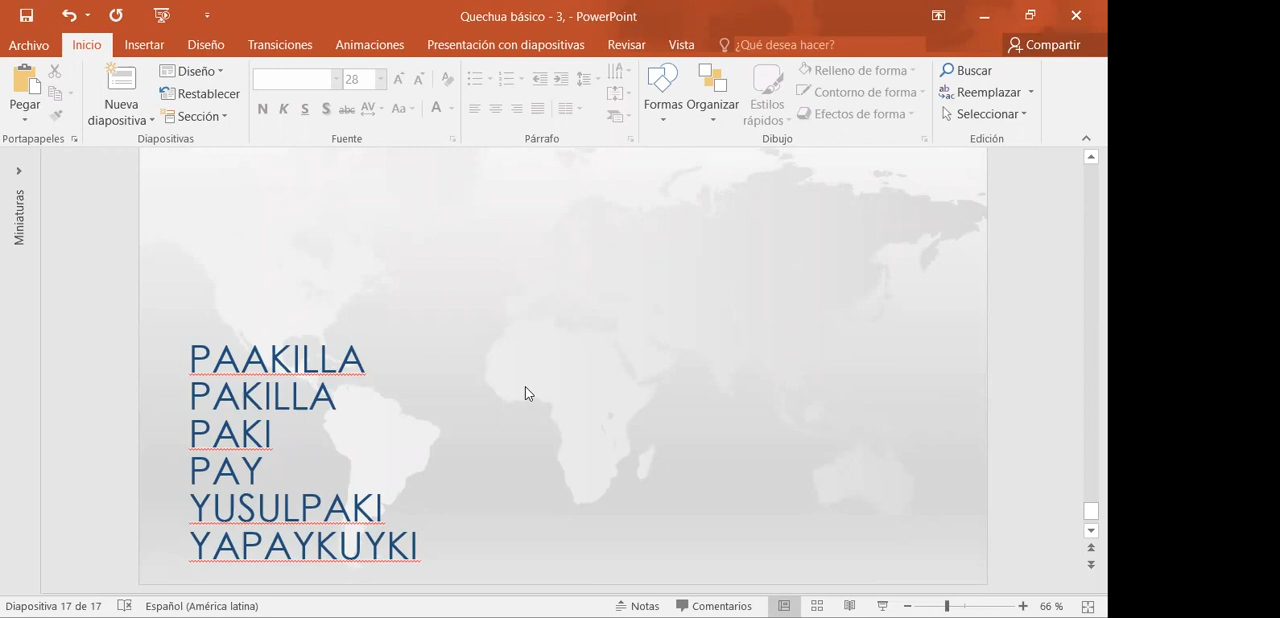 Quechua básico - 3, - PowerPoint
Archivo Inicio Insertar Diseño Transiciones Animaciones Presentación con diapositivas Revisar Vista ¿Qué desea hacer? Compartir
Pegar
Nueva diapositiva
Diseño
Restablecer
Sección
28
N K S S abc AV Aa A
Formas
Organizar
Estilos rápidos
Relleno de forma
Contorno de forma
Efectos de forma
Buscar
Reemplazar
Seleccionar
Portapapeles Diapositivas Fuente Párrafo Dibujo Edición
Miniaturas
PAAKILLA
PAKILLA
PAKI
PAY
YUSULPAKI
YAPAYKUYKI
Diapositiva 17 de 17 Español (América latina) Notas Comentarios 66 %